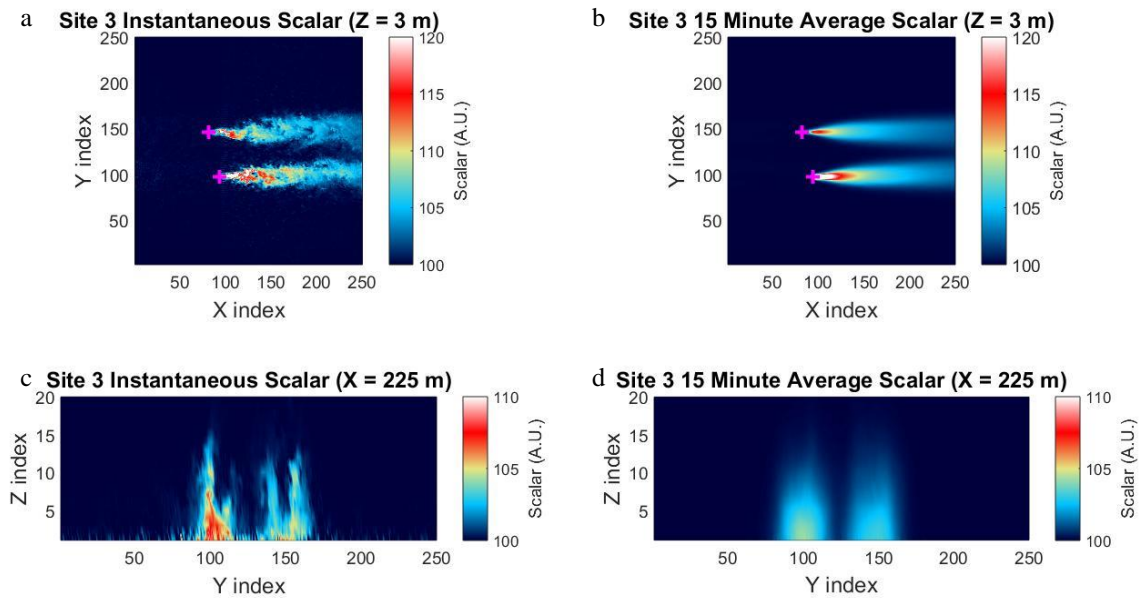 a
Site 3 Instantaneous Scalar (Z = 3 m)
250
200
150
100
50
Y index
50 100 150 200 250
X index
120
115
110
105
100
Scalar (A.U.)
b
Site 3 15 Minute Average Scalar (Z = 3 m)
250
200
150
100
50
Y index
50 100 150 200 250
X index
120
115
110
105
100
Scalar (A.U.)
c
Site 3 Instantaneous Scalar (X = 225 m)
20
15
10
5
Z index
50 100 150 200 250
Y index
110
105
100
Scalar (A.U.)
d
Site 3 15 Minute Average Scalar (X = 225 m)
20
15
10
5
Z index
50 100 150 200 250
Y index
110
105
100
Scalar (A.U.)